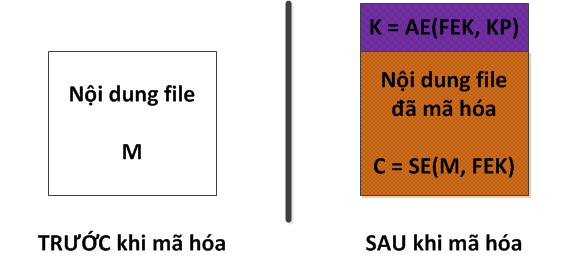 Nội dung file
M
TRƯỚC khi mã hóa
K = AE(FEK, KP)
Nội dung file
đã mã hóa
C = SE(M, FEK)
SAU khi mã hóa